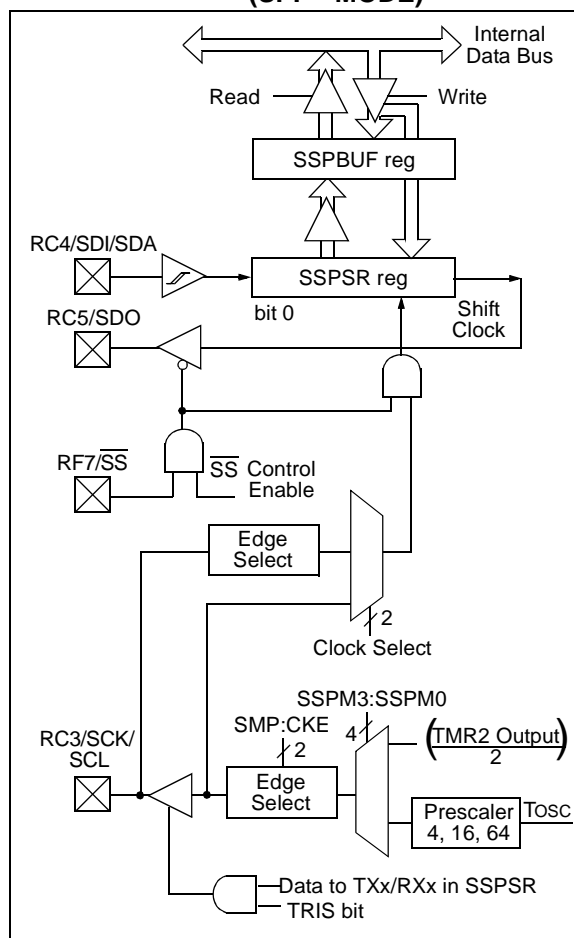 Internal
Data Bus
Read
Write
SSPBUF reg
RC4/SDI/SDA
SSPSR reg
bit 0
Shift
Clock
RC5/SDO
RF7/SS
SS Control
Enable
Edge
Select
2
Clock Select
SSPM3:SSPM0
SMP:CKE
4
2
(TMR2 Output)
2
RC3/SCK/
SCL
Edge
Select
Prescaler
4, 16, 64
TOSC
Data to TXx/RXx in SSPSR
TRIS bit